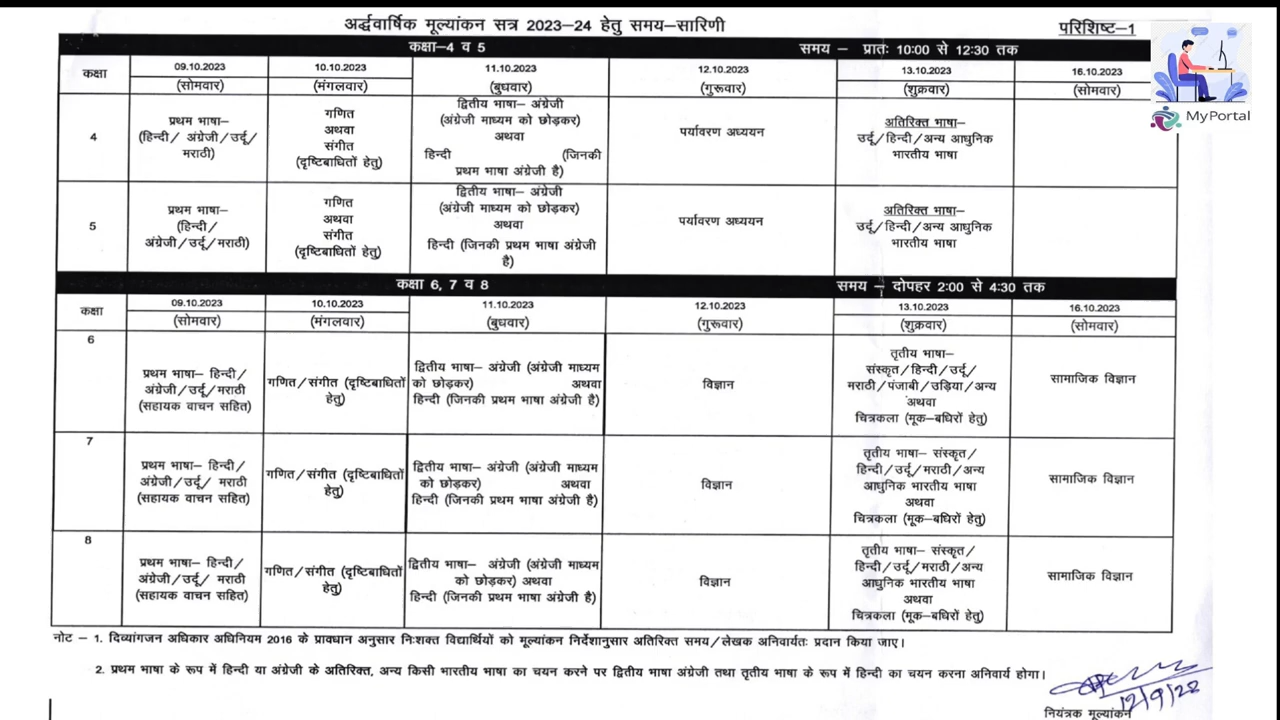 अर्द्धवार्षिक मूल्यांकन सत्र 2023–24 हेतु समय–सारिणी
परिशिष्ट–1
MyPortal
कक्षा–4 व 5
समय – प्रातः 10:00 से 12:30 तक
कक्षा
09.10.2023
(सोमवार)
10.10.2023
(मंगलवार)
11.10.2023
(बुधवार)
12.10.2023
(गुरूवार)
13.10.2023
(शुक्रवार)
16.10.2023
(सोमवार)
4
प्रथम भाषा–
(हिन्दी/ अंग्रेजी/उर्दू/
मराठी)
गणित
अथवा
संगीत
(दृष्टिबाधितों हेतु)
द्वितीय भाषा– अंग्रेजी
(अंग्रेजी माध्यम को छोड़कर)
अथवा
हिन्दी (जिनकी
प्रथम भाषा अंग्रेजी है)
पर्यावरण अध्ययन
अतिरिक्त भाषा–
उर्दू/हिन्दी/अन्य आधुनिक
भारतीय भाषा
5
प्रथम भाषा–
(हिन्दी/
अंग्रेजी/उर्दू/मराठी)
गणित
अथवा
संगीत
(दृष्टिबाधितों हेतु)
द्वितीय भाषा– अंग्रेजी
(अंग्रेजी माध्यम को छोड़कर)
अथवा
हिन्दी (जिनकी प्रथम भाषा अंग्रेजी
है)
पर्यावरण अध्ययन
अतिरिक्त भाषा–
उर्दू/हिन्दी/अन्य आधुनिक
भारतीय भाषा
कक्षा 6, 7 व 8
समय – दोपहर 2:00 से 4:30 तक
कक्षा
09.10.2023
(सोमवार)
10.10.2023
(मंगलवार)
11.10.2023
(बुधवार)
12.10.2023
(गुरूवार)
13.10.2023
(शुक्रवार)
16.10.2023
(सोमवार)
6
प्रथम भाषा– हिन्दी/
अंग्रेजी/उर्दू/मराठी
(सहायक वाचन सहित)
गणित/संगीत (दृष्टिबाधितों
हेतु)
द्वितीय भाषा– अंग्रेजी (अंग्रेजी माध्यम
को छोड़कर) अथवा
हिन्दी (जिनकी प्रथम भाषा अंग्रेजी है)
विज्ञान
तृतीय भाषा–
संस्कृत/हिन्दी/उर्दू/
मराठी/पंजाबी/उड़िया/अन्य
अथवा
चित्रकला (मूक–बधिरों हेतु)
सामाजिक विज्ञान
7
प्रथम भाषा– हिन्दी/
अंग्रेजी/उर्दू/ मराठी
(सहायक वाचन सहित)
गणित/संगीत (दृष्टिबाधितों
हेतु)
द्वितीय भाषा– अंग्रेजी (अंग्रेजी माध्यम
को छोड़कर) अथवा
हिन्दी (जिनकी प्रथम भाषा अंग्रेजी है)
विज्ञान
तृतीय भाषा– संस्कृत/
हिन्दी/उर्दू/मराठी/अन्य
आधुनिक भारतीय भाषा
अथवा
चित्रकला (मूक–बधिरों हेतु)
सामाजिक विज्ञान
8
प्रथम भाषा– हिन्दी/
अंग्रेजी/उर्दू/ मराठी
(सहायक वाचन सहित)
गणित/संगीत (दृष्टिबाधितों
हेतु)
द्वितीय भाषा– अंग्रेजी (अंग्रेजी माध्यम
को छोड़कर) अथवा
हिन्दी (जिनकी प्रथम भाषा अंग्रेजी है)
विज्ञान
तृतीय भाषा– संस्कृत/
हिन्दी/उर्दू/मराठी/अन्य
आधुनिक भारतीय भाषा
अथवा
चित्रकला (मूक–बधिरों हेतु)
सामाजिक विज्ञान
नोट – 1. दिव्यांगजन अधिकार अधिनियम 2016 के प्रावधान अनुसार निःशक्त विद्यार्थियों को मूल्यांकन निर्देशानुसार अतिरिक्त समय/लेखक अनिवार्यतः प्रदान किया जाए।
2. प्रथम भाषा के रूप में हिन्दी या अंग्रेजी के अतिरिक्त, अन्य किसी भारतीय भाषा का चयन करने पर द्वितीय भाषा अंग्रेजी तथा तृतीय भाषा के रूप में हिन्दी का चयन करना अनिवार्य होगा।
नियंत्रक मूल्यांकन